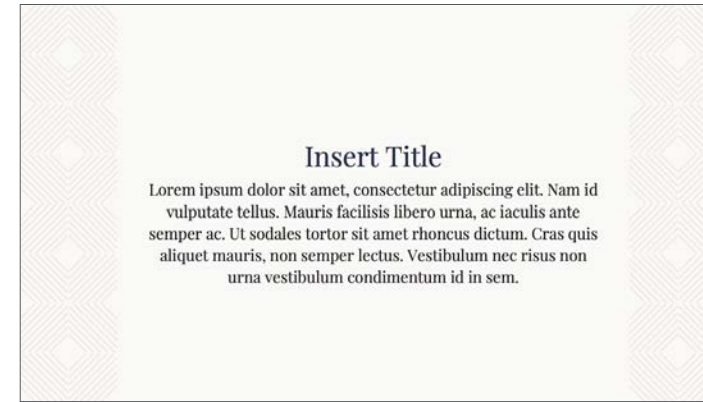 Insert Title
Lorem ipsum dolor sit amet, consectetur adipiscing elit. Nam id
vulputate tellus. Mauris facilisis libero urna, ac iaculis ante
semper ac. Ut sodales tortor sit amet rhoncus dictum. Cras quis
aliquet mauris, non semper lectus. Vestibulum nec risus non
urna vestibulum condimentum id in sem.